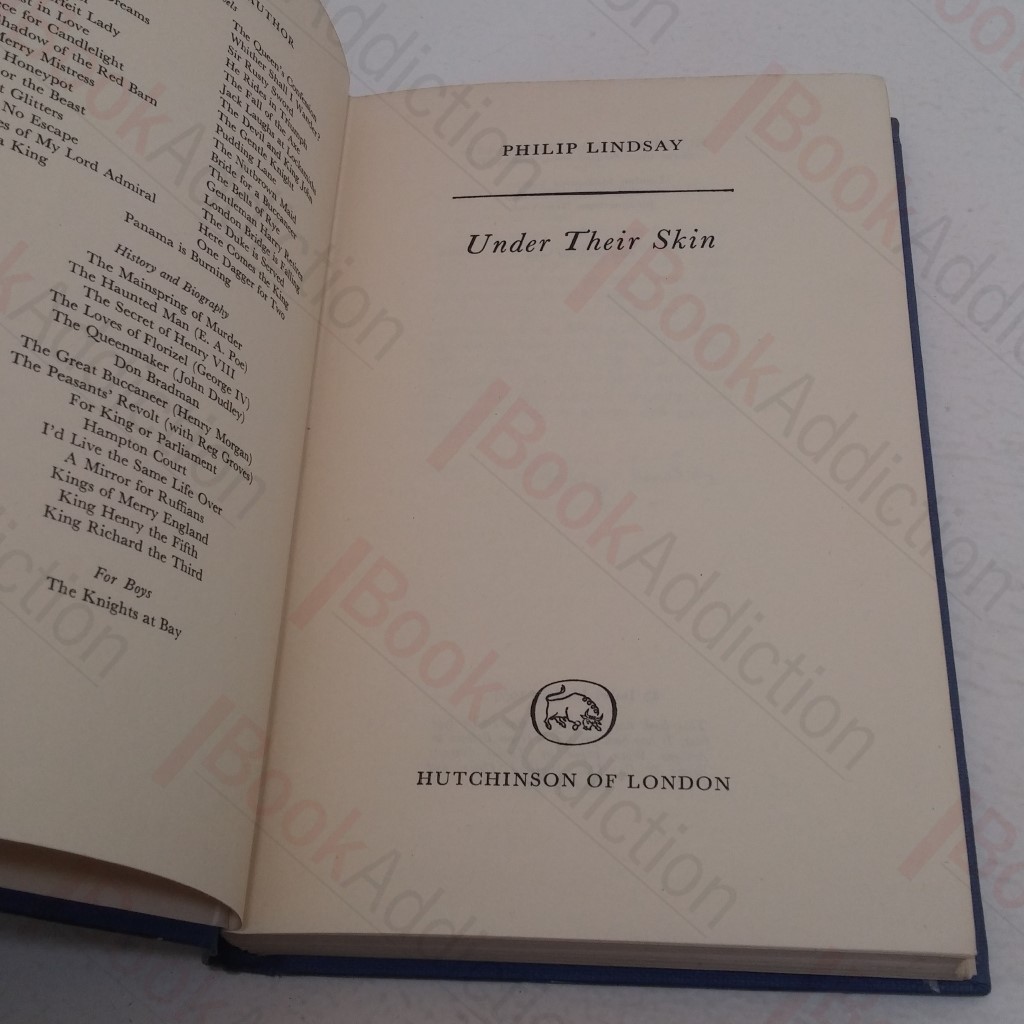 AUTHOR
Dreams
Lady
in Love
ce for Candlelight
hadow of the Red Barn
Merry Mistress
Honeypot
or the Beast
t Glitters
No Escape
es of My Lord Admiral
a King
The Queen's Confession
Whither Shall I Wander?
Sir Rusty Sword
He Rides in Triumph
The Fall of the Axe
Jack Laughs at Locksmiths
The Devil and King John
The Gentle Knight
Pudding Lane
The Nutbrown Maid
Bride for a Buccaneer
The Bells of Rye
Gentleman Harry Retires
London Bridge is Falling
The Duke is Served
Here Comes the King
One Dagger for Two
Panama is Burning
History and Biography
The Mainspring of Murder
The Haunted Man (E. A. Poe)
The Secret of Henry VIII
The Loves of Florizel (George IV)
The Queenmaker (John Dudley)
Don Bradman
The Great Buccaneer (Henry Morgan)
The Peasants' Revolt (with Reg Groves)
For King or Parliament
Hampton Court
I'd Live the Same Life Over
A Mirror for Ruffians
Kings of Merry England
King Henry the Fifth
King Richard the Third
For Boys
The Knights at Bay
PHILIP LINDSAY
Under Their Skin
HUTCHINSON OF LONDON
BookAddiction